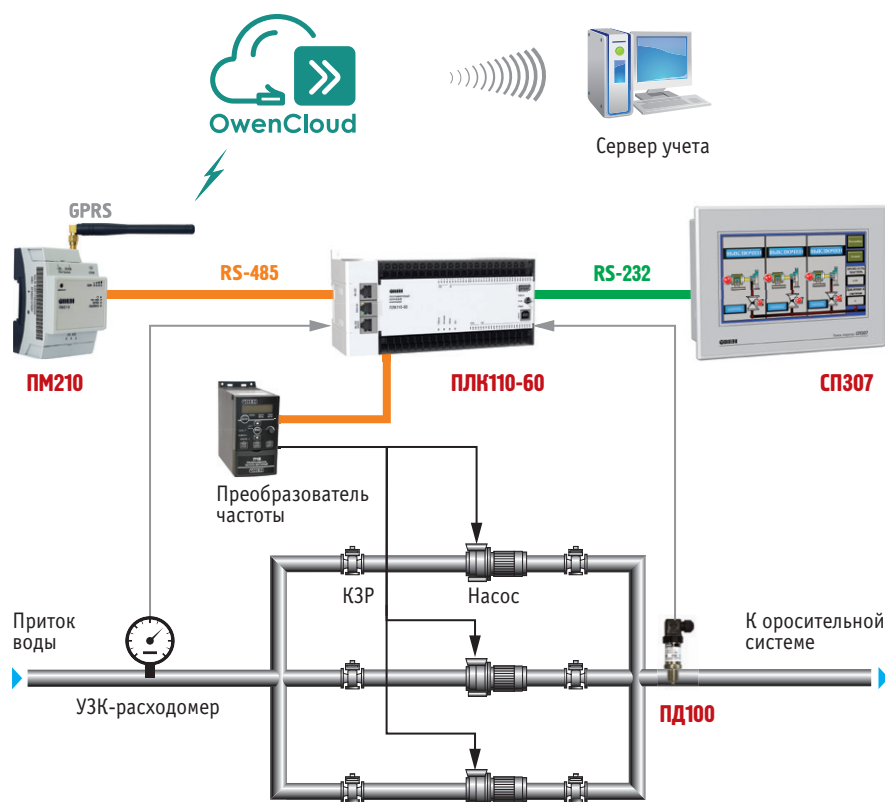 OwenCloud
Сервер учета
GPRS
RS-485
RS-232
ПМ210
ПЛК110-60
СП307
Преобразователь
частоты
КЗР
Насос
Приток
воды
К оросительной
системе
УЗК-расходомер
ПД100